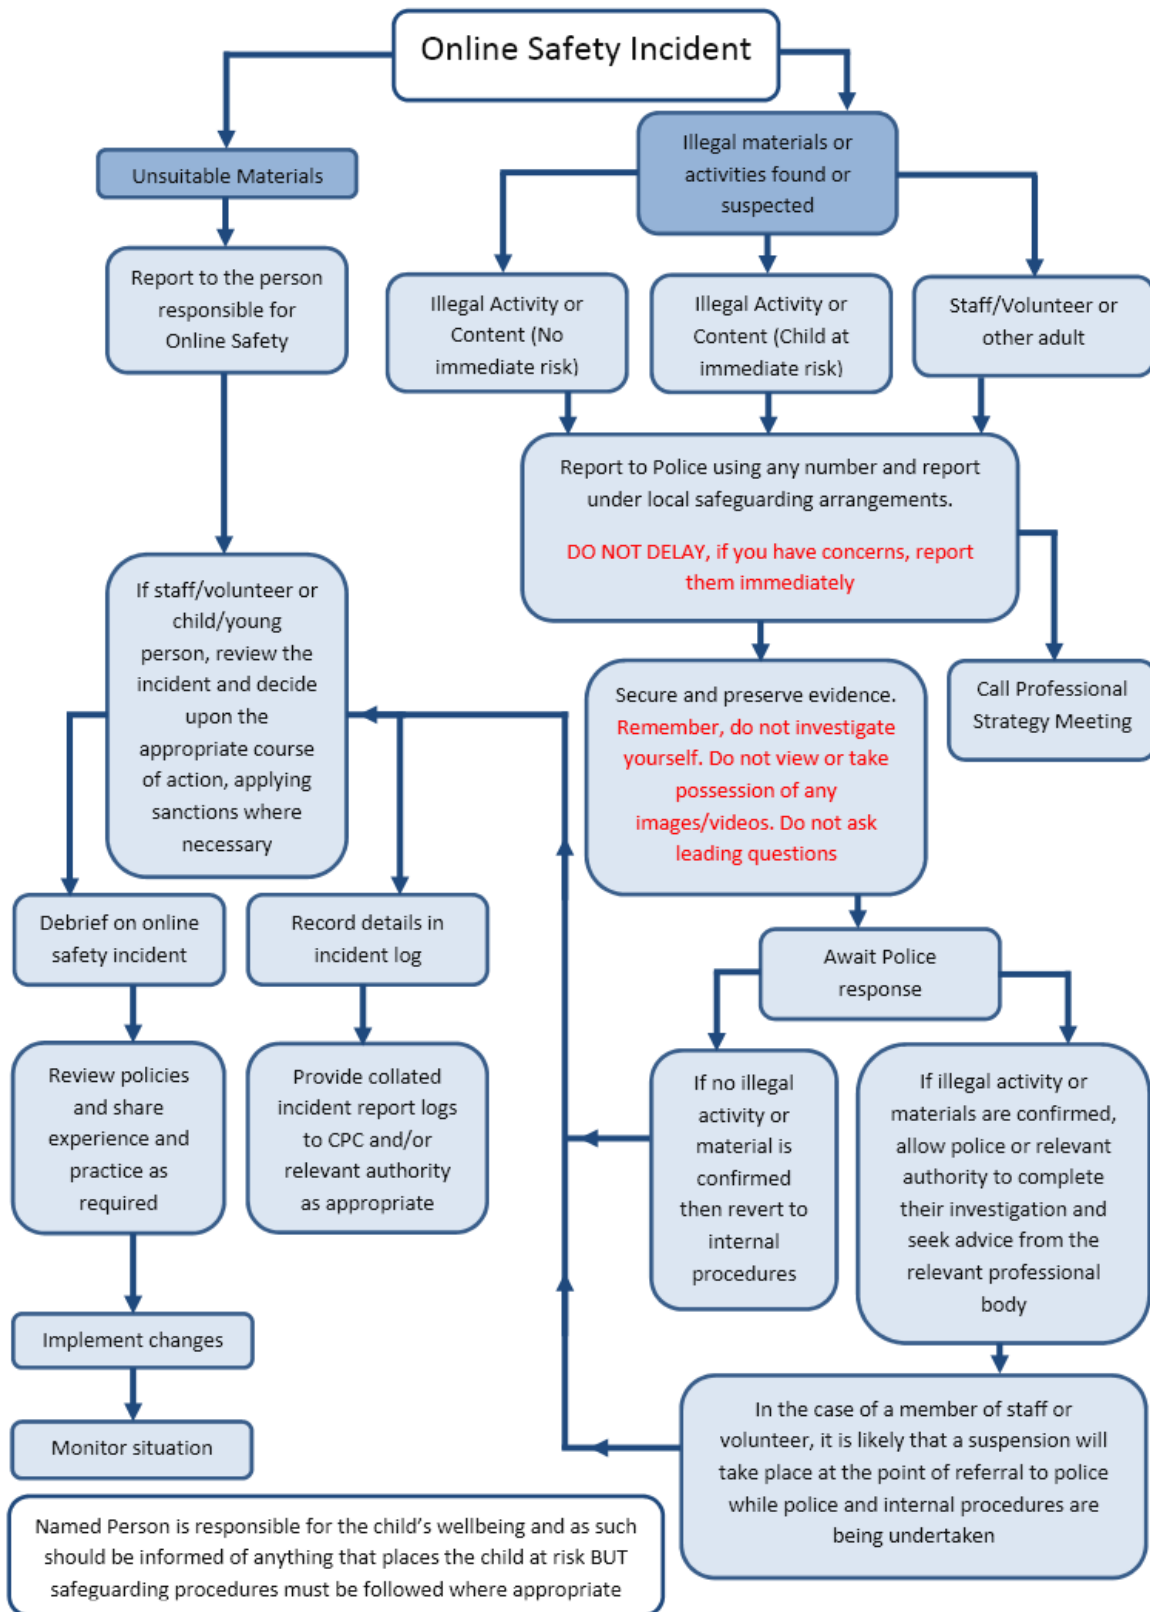 Online Safety Incident
Unsuitable Materials
Illegal materials or
activities found or
suspected
Report to the person
responsible for
Online Safety
Illegal Activity or
Content (No
immediate risk)
Illegal Activity or
Content (Child at
immediate risk)
Staff/Volunteer or
other adult
Report to Police using any number and report
under local safeguarding arrangements.
DO NOT DELAY, if you have concerns, report
them immediately
If staff/volunteer or
child/young
person, review the
incident and decide
upon the
appropriate course
of action, applying
sanctions where
necessary
Secure and preserve evidence.
Remember, do not investigate
yourself. Do not view or take
possession of any
images/videos. Do not ask
leading questions
Call Professional
Strategy Meeting
Debrief on online
safety incident
Record details in
incident log
Await Police
response
Review policies
and share
experience and
practice as
required
Provide collated
incident report logs
to CPC and/or
relevant authority
as appropriate
If no illegal
activity or
material is
confirmed
then revert to
internal
procedures
If illegal activity or
materials are confirmed,
allow police or relevant
authority to complete
their investigation and
seek advice from the
relevant professional
body
Implement changes
Monitor situation
In the case of a member of staff or
volunteer, it is likely that a suspension will
take place at the point of referral to police
while police and internal procedures are
being undertaken
Named Person is responsible for the child's wellbeing and as such
should be informed of anything that places the child at risk BUT
safeguarding procedures must be followed where appropriate